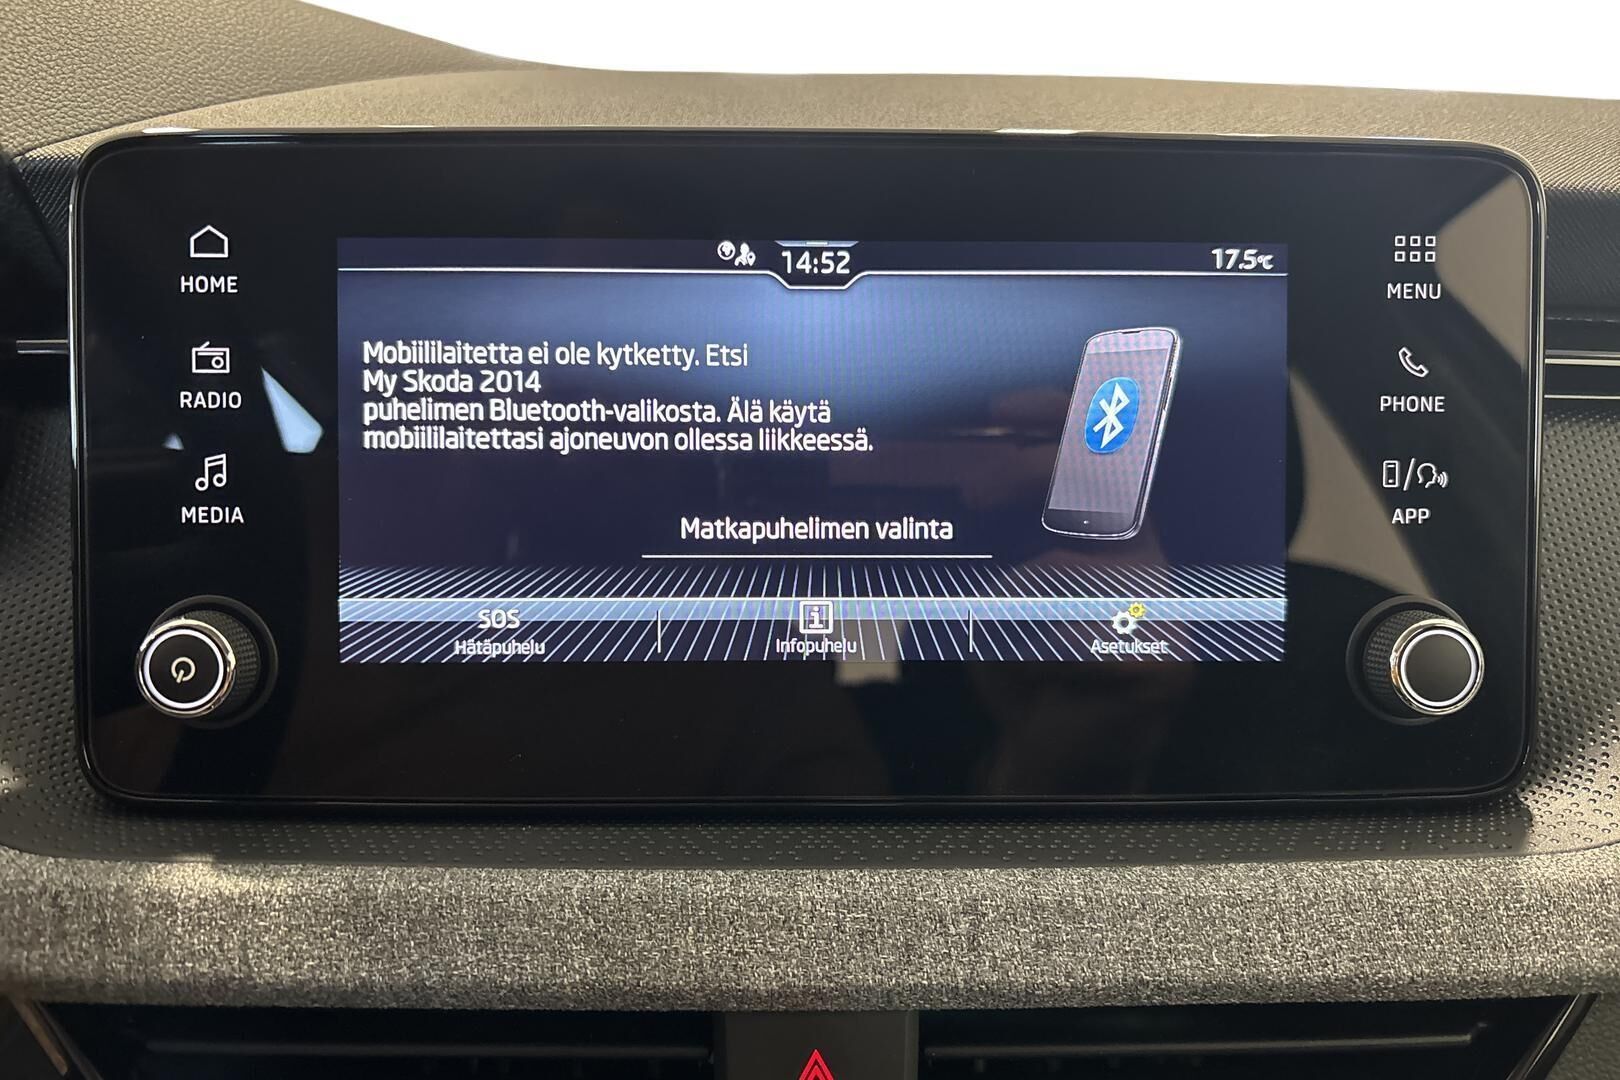 HOME
RADIO
MEDIA
14:52
17.5°C
Mobiililaitetta ei ole kytketty. Etsi
My Skoda 2014
puhelimen Bluetooth-valikosta. Älä käytä
mobiililaitettasi ajoneuvon ollessa liikkeessä.
Matkapuhelimen valinta
SOS
Hätäpuhelu
i
Infopuhelu
Asetukset
MENU
PHONE
APP